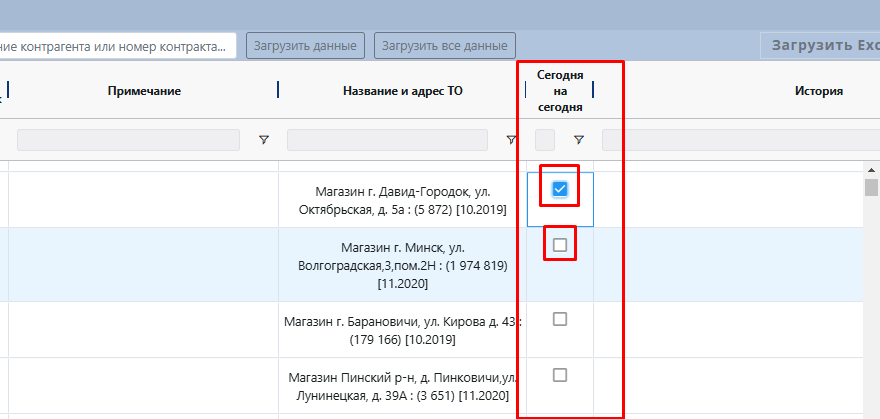 ние контрагента или номер контракта...
Загрузить данные
Загрузить все данные
Загрузить
Примечание
Название и адрес ТО
Сегодня
на
сегодня
История
Магазин г. Давид-Городок, ул.
Октябрьская, д. 5а : (5 872) [10.2019]
Магазин г. Минск, ул.
Волгоградская,3,пом.2Н : (1 974 819)
[11.2020]
Магазин г. Барановичи, ул. Кирова д. 43 :
(179 166) [10.2019]
Магазин Пинский р-н, д. Пинковичи,ул.
Лунинецкая, д. 39А : (3 651) [11.2020]